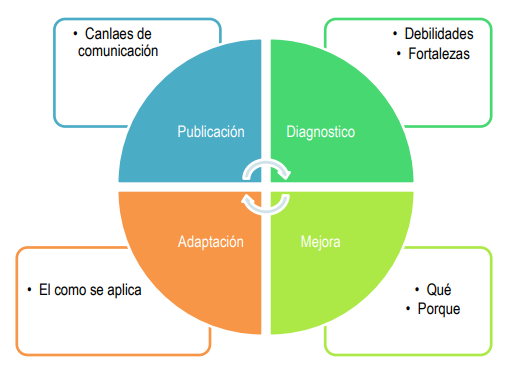 • Canlaes de
comunicación
• Debilidades
• Fortalezas
Publicación
Diagnostico
Adaptación
Mejora
• El como se aplica
• Qué
• Porque